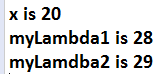 x is 20
myLambda1 is 28
myLamdba2 is 29